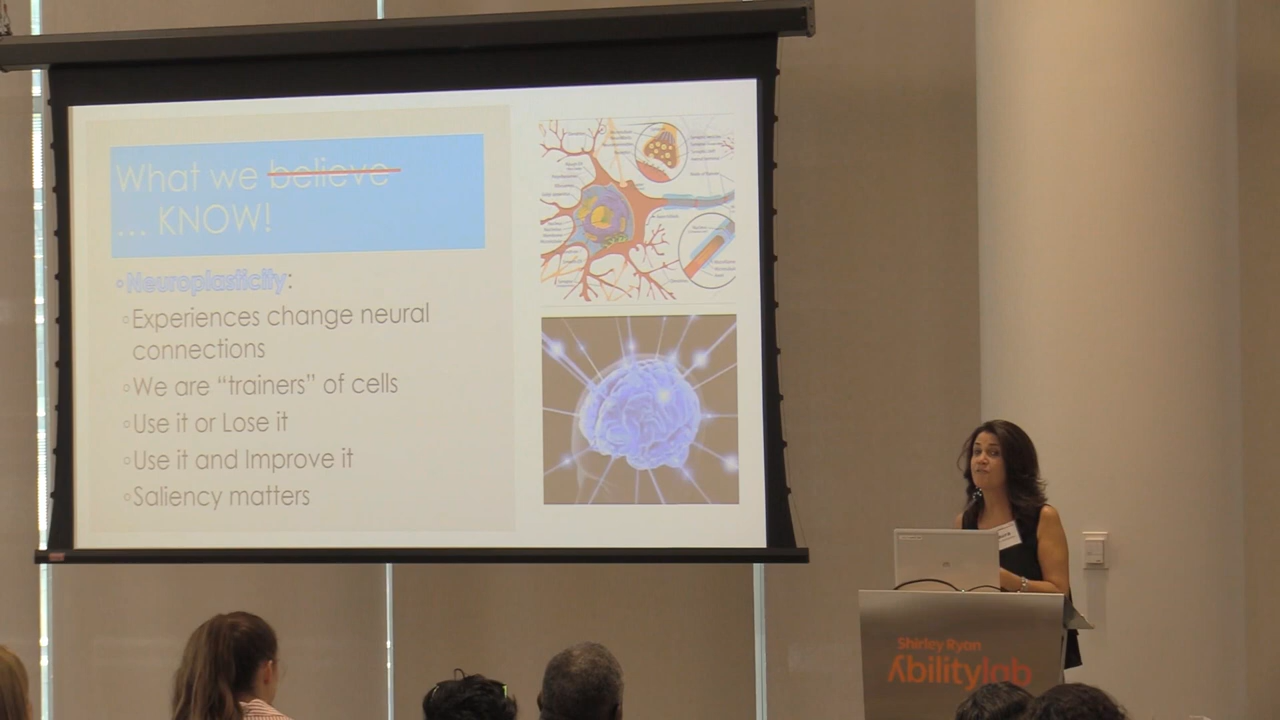 What we believe
... KNOW!
◦Neuroplasticity:
◦Experiences change neural
connections
◦We are “trainers” of cells
◦Use it or Lose it
◦Use it and Improve it
◦Saliency matters
Shirley Ryan
Abilitylab